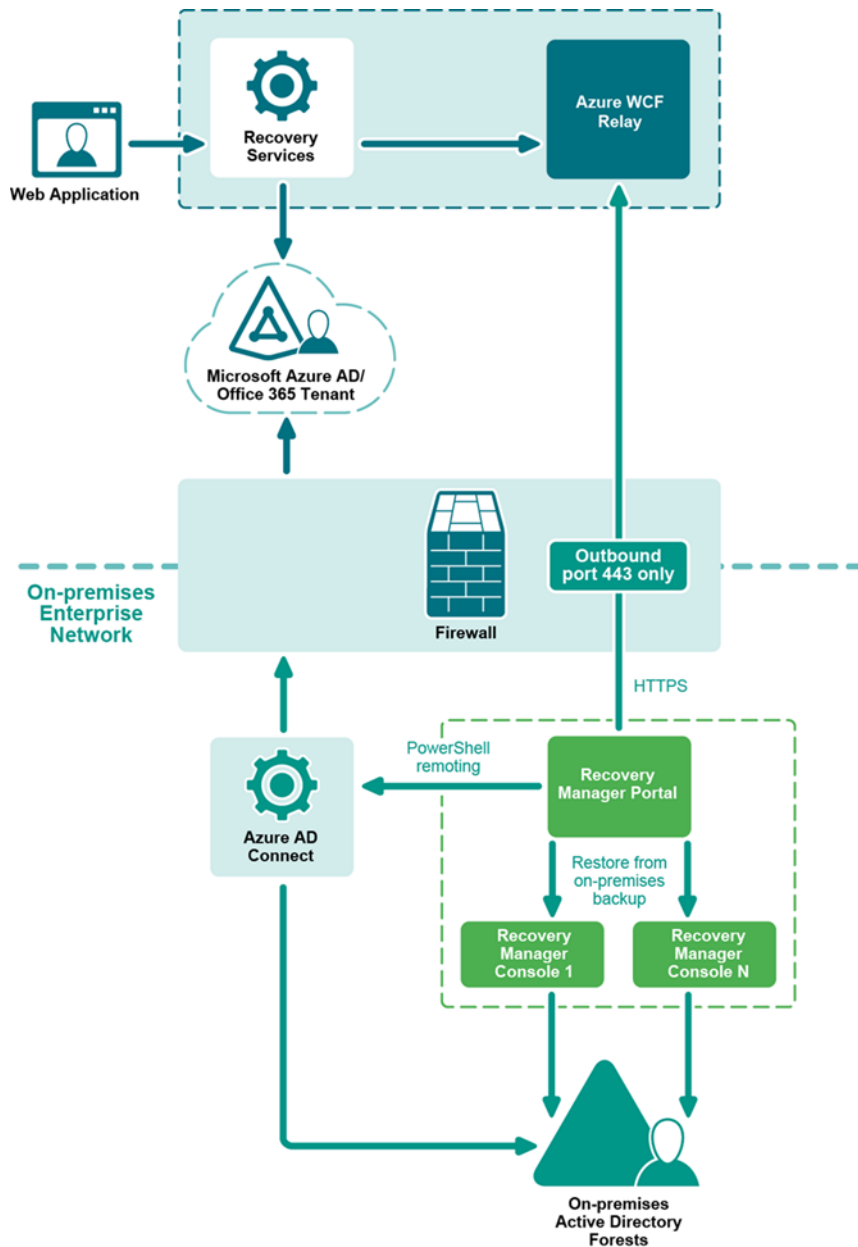 Recovery
Services
Azure WCF
Relay
Web Application
Microsoft Azure AD/
Office 365 Tenant
Outbound
port 443 only
On-premises
Enterprise
Network
Firewall
HTTPS
PowerShell
remoting
Recovery
Manager Portal
Azure AD
Connect
Restore from
on-premises
backup
Recovery
Manager
Console 1
Recovery
Manager
Console N
On-premises
Active Directory
Forests